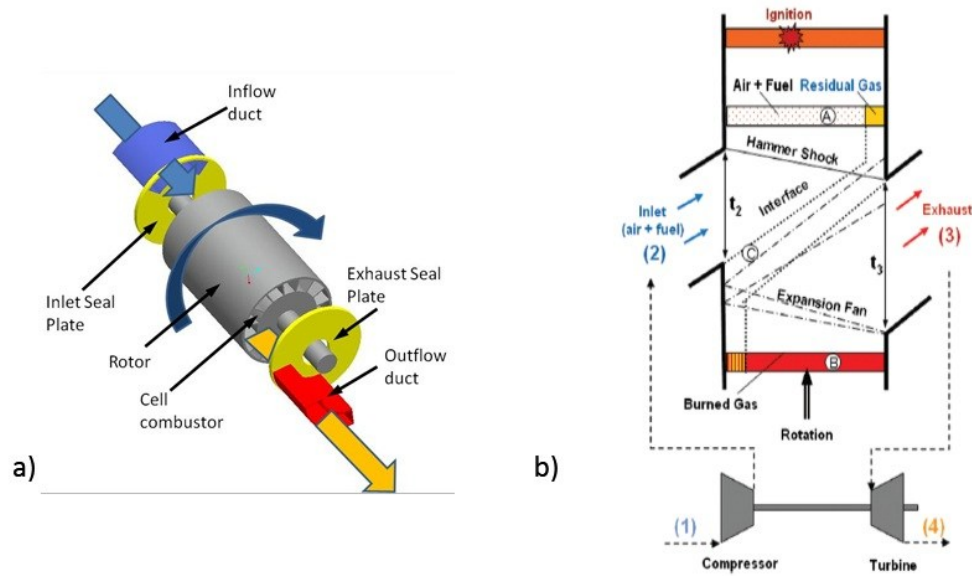 Inflow
duct
Inlet Seal
Plate
Exhaust Seal
Plate
Rotor
Outflow
duct
Cell
combustor
a)
Ignition
Air + Fuel
Residual Gas
A
Hammer Shock
t2
Interface
Inlet
(air + fuel)
(2)
Exhaust
(3)
C
t3
Expansion Fan
B
Burned Gas
Rotation
b)
(1)
(4)
Compressor
Turbine